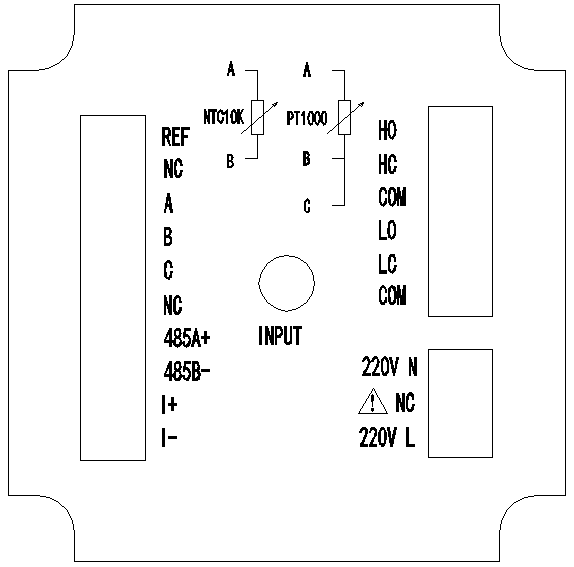 A
NTC10K
B
A
PT1000
B
C
REF
NC
A
B
C
NC
485A+
485B-
I+
I-
INPUT
HO
HC
COM
LO
LC
COM
220V N
NC
220V L